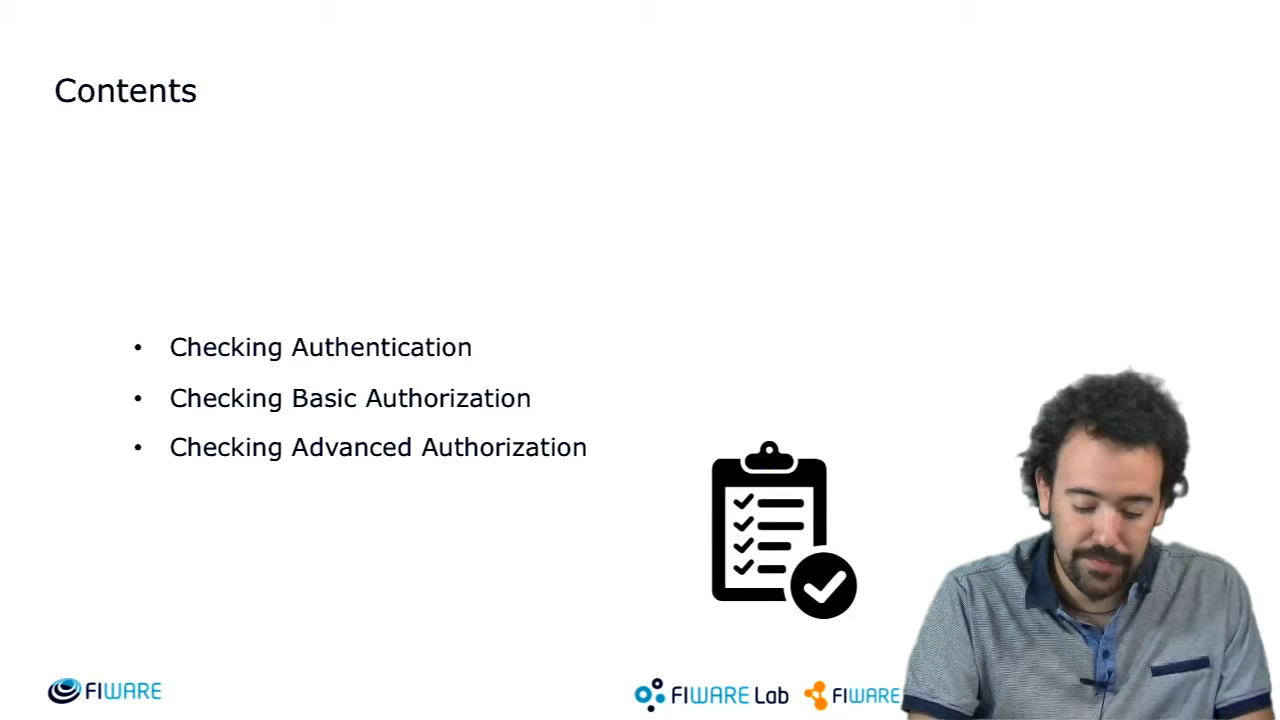 Contents
• Checking Authentication
• Checking Basic Authorization
• Checking Advanced Authorization
FIWARE
FIWARE Lab
FIWARE